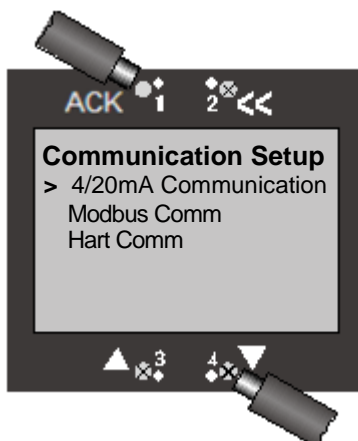 ACK 1 2 <<
Communication Setup
> 4/20mA Communication
Modbus Comm
Hart Comm
3 4